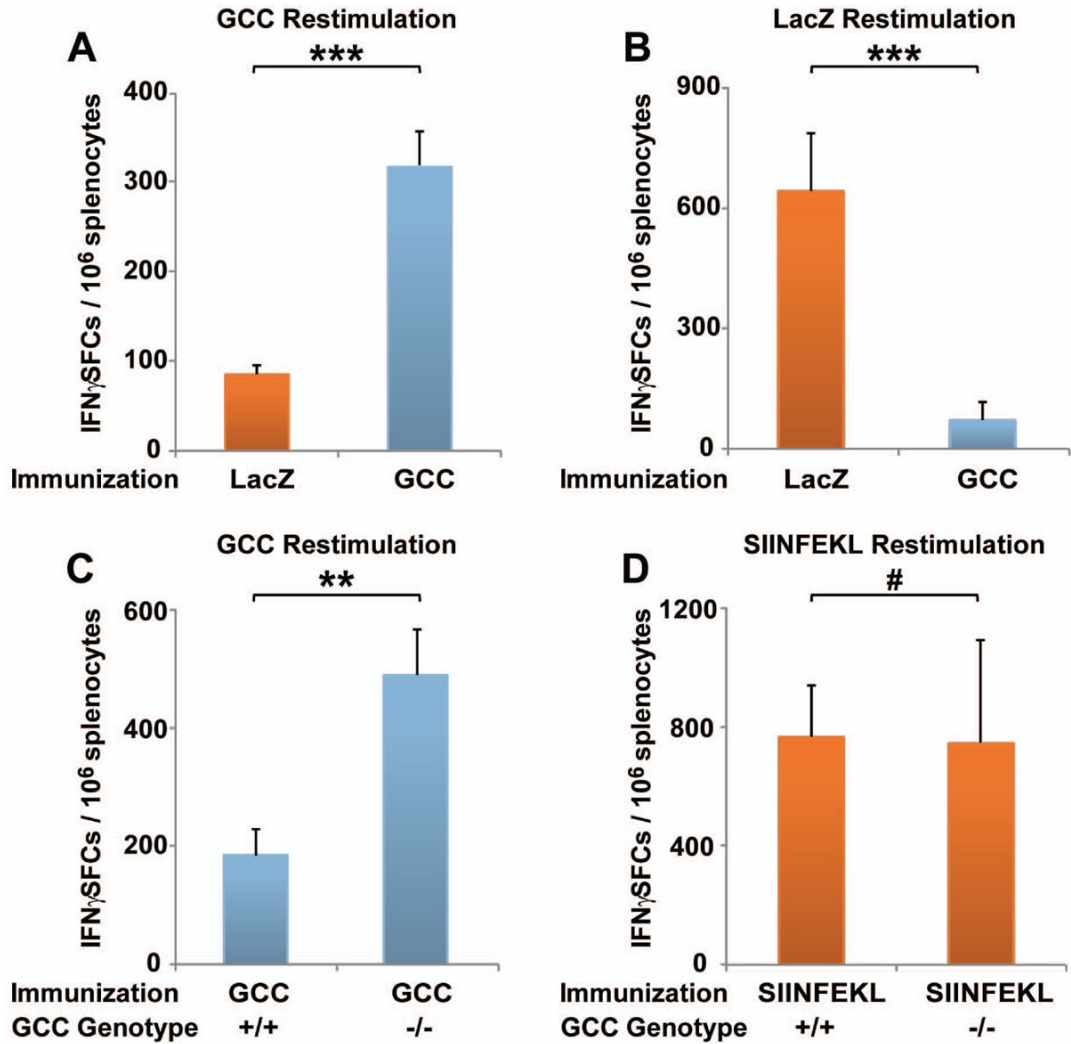 A
GCC Restimulation
***
IFNγSFCs / 10⁶ splenocytes
400
300
200
100
0
Immunization LacZ GCC
B
LacZ Restimulation
***
IFNγSFCs / 10⁶ splenocytes
900
600
300
0
Immunization LacZ GCC
C
GCC Restimulation
**
IFNγSFCs / 10⁶ splenocytes
600
400
200
0
Immunization GCC GCC
GCC Genotype +/+ -/-
D
SIINFEKL Restimulation
#
IFNγSFCs / 10⁶ splenocytes
1200
800
400
0
Immunization SIINFEKL SIINFEKL
GCC Genotype +/+ -/-